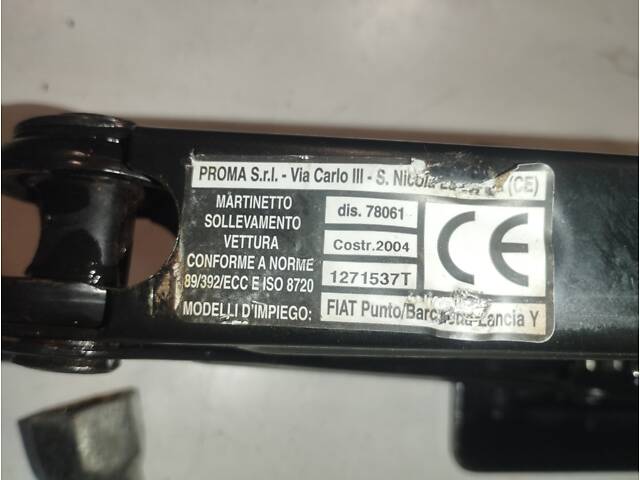 PROMA S.r.l. - Via Carlo III - S. NICOLA (CE)
MARTINETTO
SOLLEVAMENTO
VETTURA
CONFORME A NORME
89/392/ECC E ISO 8720
dis. 78061
Costr.2004
1271537T
CE
MODELLI D'IMPIEGO: FIAT Punto/Barchetta-Lancia Y